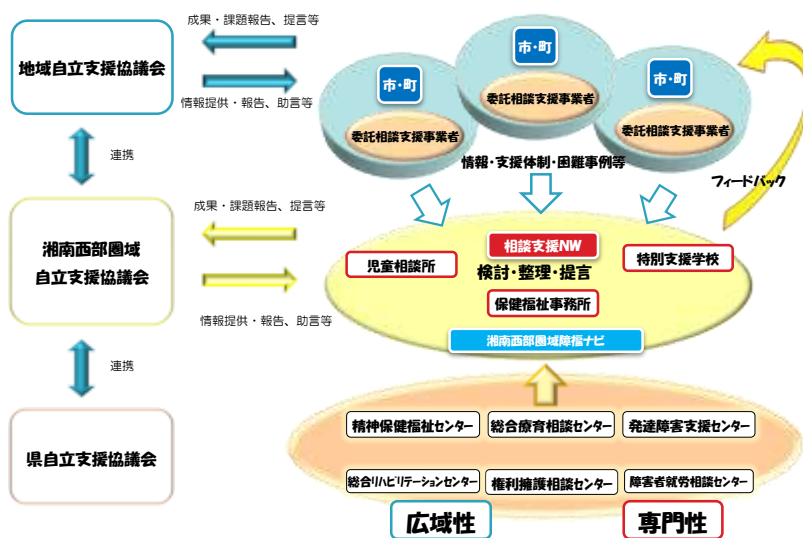 成果・課題報告、提言等
地域自立支援協議会
情報提供・報告、助言等
連携
成果・課題報告、提言等
湘南西部圏域
自立支援協議会
情報提供・報告、助言等
連携
県自立支援協議会
市・町
委託相談支援事業者
市・町
委託相談支援事業者
市・町
委託相談支援事業者
情報・支援体制・困難事例等
フィードバック
相談支援NW
児童相談所
特別支援学校
検討・整理・提言
保健福祉事務所
湘南西部圏域障福ナビ
精神保健福祉センター
総合療育相談センター
発達障害支援センター
総合リハビリテーションセンター
権利擁護相談センター
障害者就労相談センター
広域性
専門性